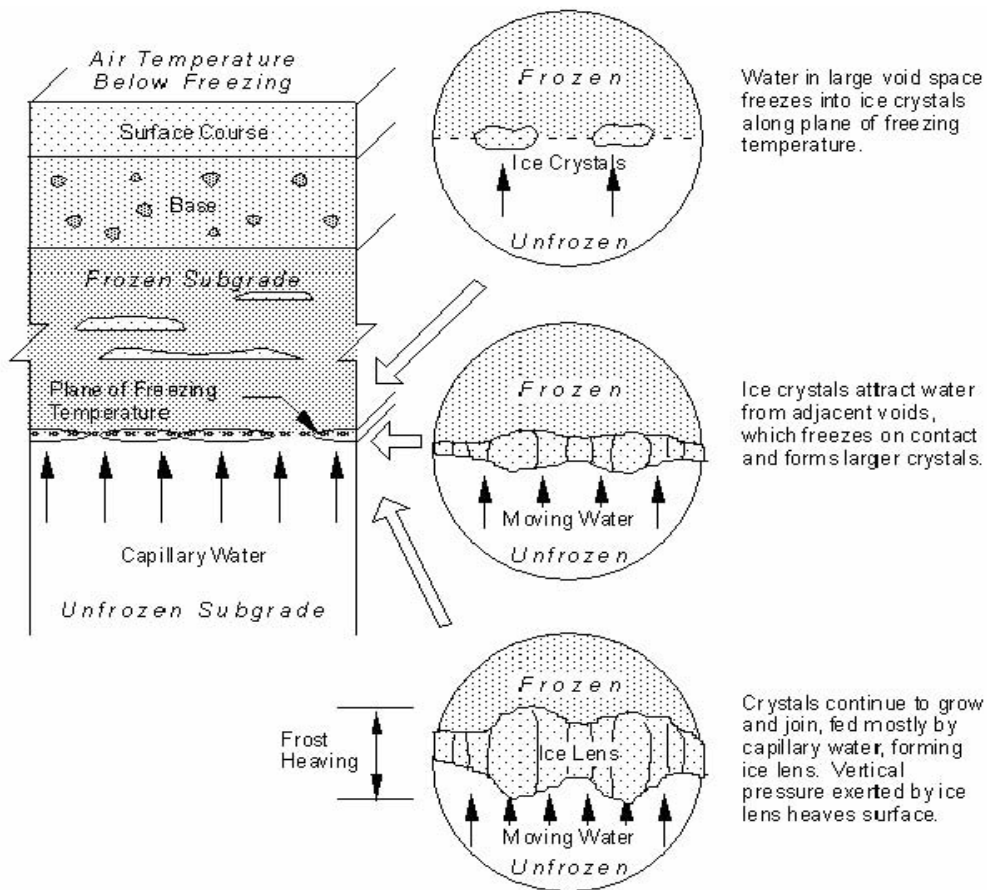 Air Temperature
Below Freezing
Surface Course
Base
Frozen Subgrade
Plane of Freezing
Temperature
Capillary Water
Unfrozen Subgrade
Frozen
Ice Crystals
Unfrozen
Water in large void space
freezes into ice crystals
along plane of freezing
temperature.
Frozen
Moving Water
Unfrozen
Ice crystals attract water
from adjacent voids,
which freezes on contact
and forms larger crystals.
Frost
Heaving
Frozen
Ice Lens
Moving Water
Unfrozen
Crystals continue to grow
and join, fed mostly by
capillary water, forming
ice lens. Vertical
pressure exerted by ice
lens heaves surface.